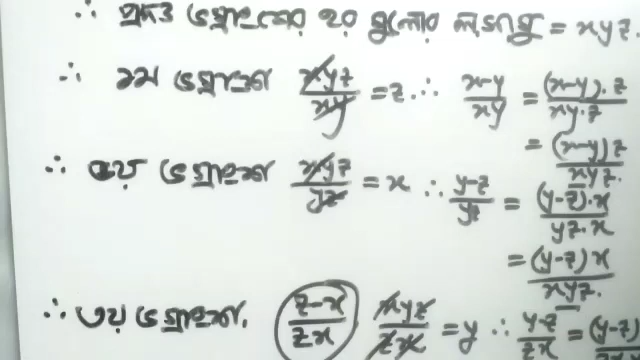 ∴ প্রদত্ত ভগ্নাংশের হর গুলোর লসাগু = xyz.
∴ ১ম ভগ্নাংশ xyz/xy = z. ∴ x-y/xy = (x-y).z/xy.z
= (x-y)z/xyz.
∴ ২য় ভগ্নাংশ xyz/yz = x ∴ y-z/yz = (y-z).x/yz.x
= (y-z)x/xyz.
∴ ৩য় ভগ্নাংশ. z-x/zx xyz/zx = y ∴ y-z/zx = (y-z)